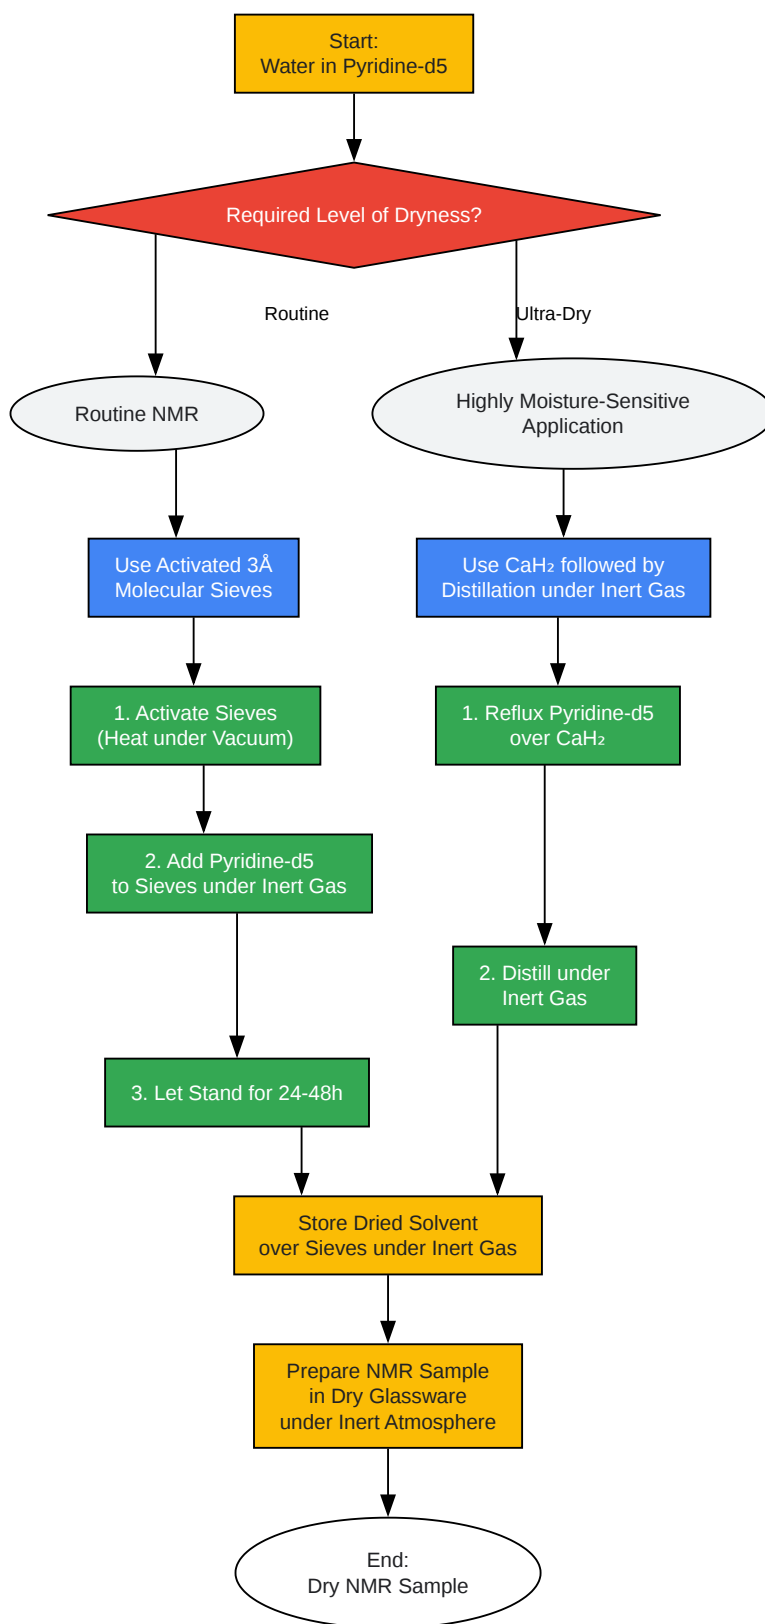 Start:
Water in Pyridine-d5
Required Level of Dryness?
Routine
Ultra-Dry
Routine NMR
Highly Moisture-Sensitive
Application
Use Activated 3Å
Molecular Sieves
Use CaH₂ followed by
Distillation under Inert Gas
1. Activate Sieves
(Heat under Vacuum)
1. Reflux Pyridine-d5
over CaH₂
2. Add Pyridine-d5
to Sieves under Inert Gas
2. Distill under
Inert Gas
3. Let Stand for 24-48h
Store Dried Solvent
over Sieves under Inert Gas
Prepare NMR Sample
in Dry Glassware
under Inert Atmosphere
End:
Dry NMR Sample